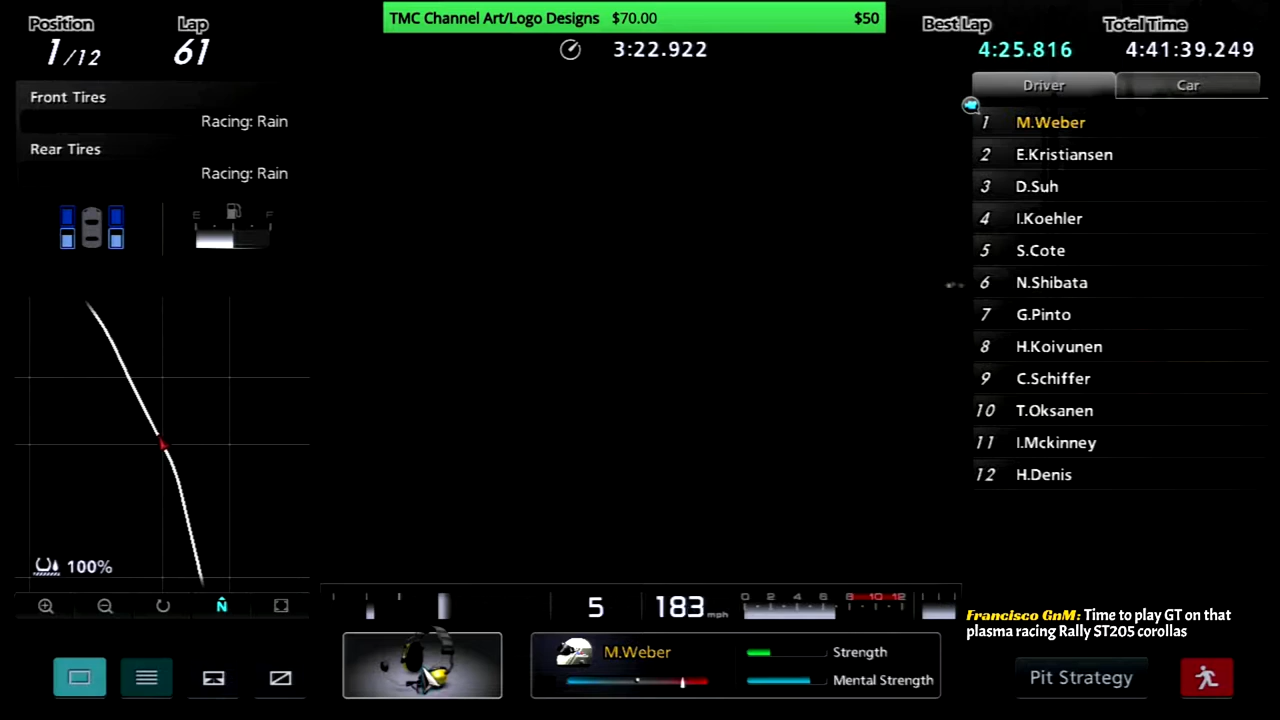 TMC Channel Art/Logo Designs $70.00 $50
Position
1/12
Lap
61
3:22.922
Best Lap
4:25.816
Total Time
4:41:39.249
Front Tires
Racing: Rain
Rear Tires
Racing: Rain
E F
100%
N
Driver
Car
1 M.Weber
2 E.Kristiansen
3 D.Suh
4 I.Koehler
5 S.Cote
6 N.Shibata
7 G.Pinto
8 H.Koivunen
9 C.Schiffer
10 T.Oksanen
11 I.Mckinney
12 H.Denis
5
183 mph
0 2 4 6 8 10 12
M.Weber
Strength
Mental Strength
Francisco GnM: Time to play GT on that
plasma racing Rally ST205 corollas
Pit Strategy